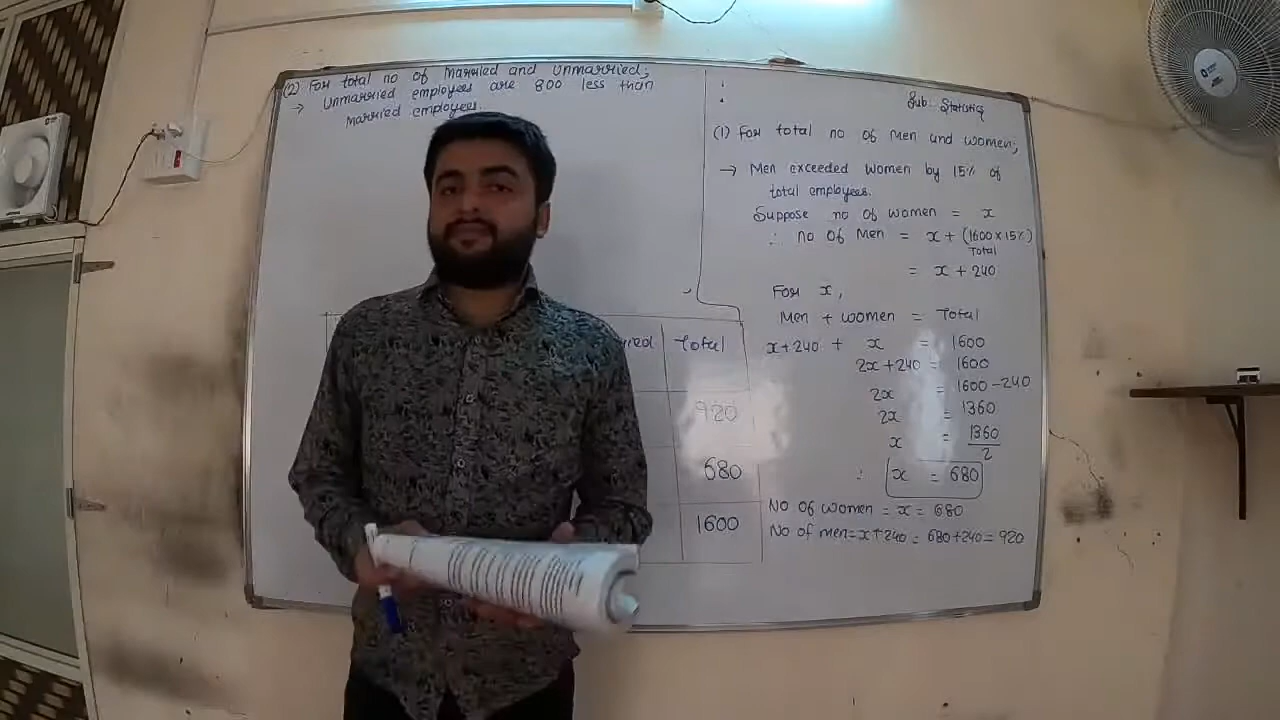 (2) For total no of Married and Unmarried;
→ Unmarried employees are 800 less than
Married employees.
Total
920
680
1600
Sub. Statistics
(1) For total no of Men and women;
→ Men exceeded women by 15% of
total employees.
Suppose no of women = x
∴ no of Men = x + (1600 x 15%)
Total
= x + 240
For x,
Men + women = Total
x + 240 + x = 1600
2x + 240 = 1600
2x = 1600 - 240
2x = 1360
x = 1360
2
∴ x = 680
No of women = x = 680
No of men = x + 240 = 680 + 240 = 920